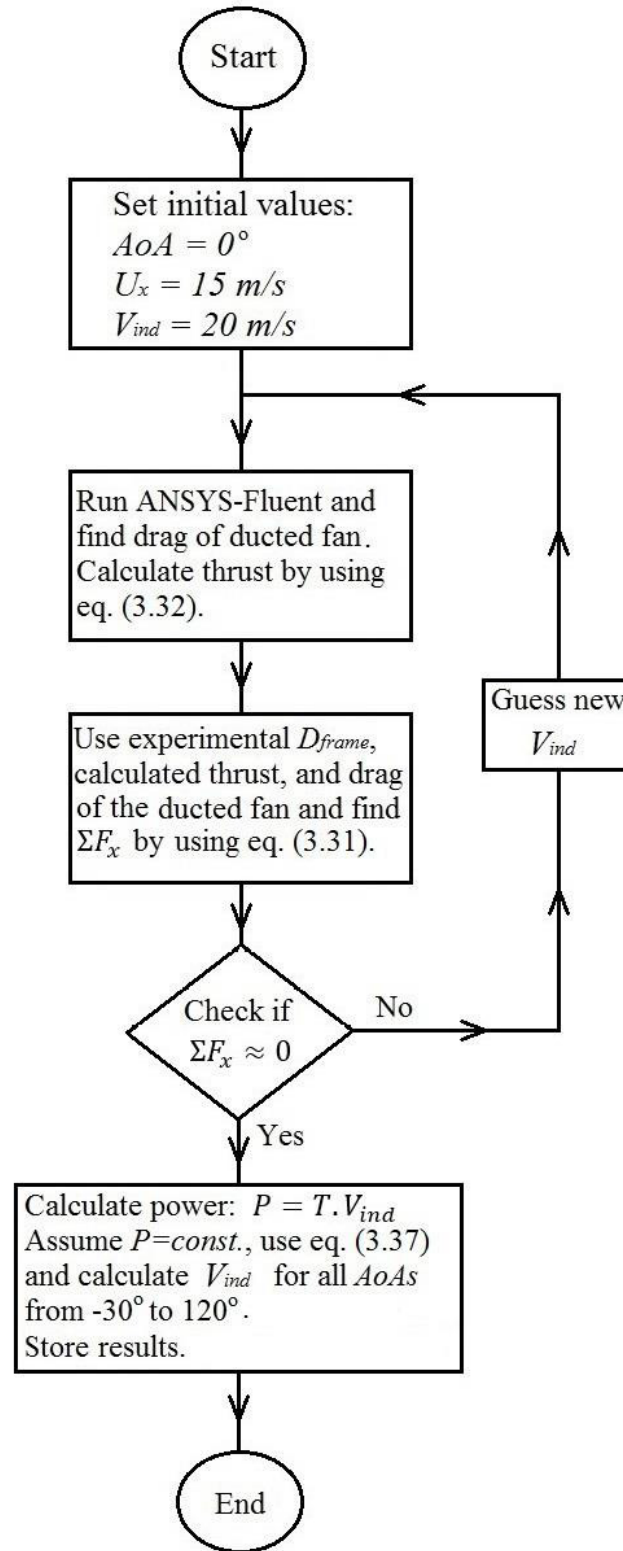 Start
Set initial values:
AoA = 0°
Ux = 15 m/s
Vind = 20 m/s
Run ANSYS-Fluent and
find drag of ducted fan.
Calculate thrust by using
eq. (3.32).
Guess new
Vind
Use experimental Dframe,
calculated thrust, and drag
of the ducted fan and find
ΣFx by using eq. (3.31).
Check if
ΣFx ≈ 0
No
Yes
Calculate power: P = T.Vind
Assume P=const., use eq. (3.37)
and calculate Vind for all AoAs
from -30° to 120°.
Store results.
End